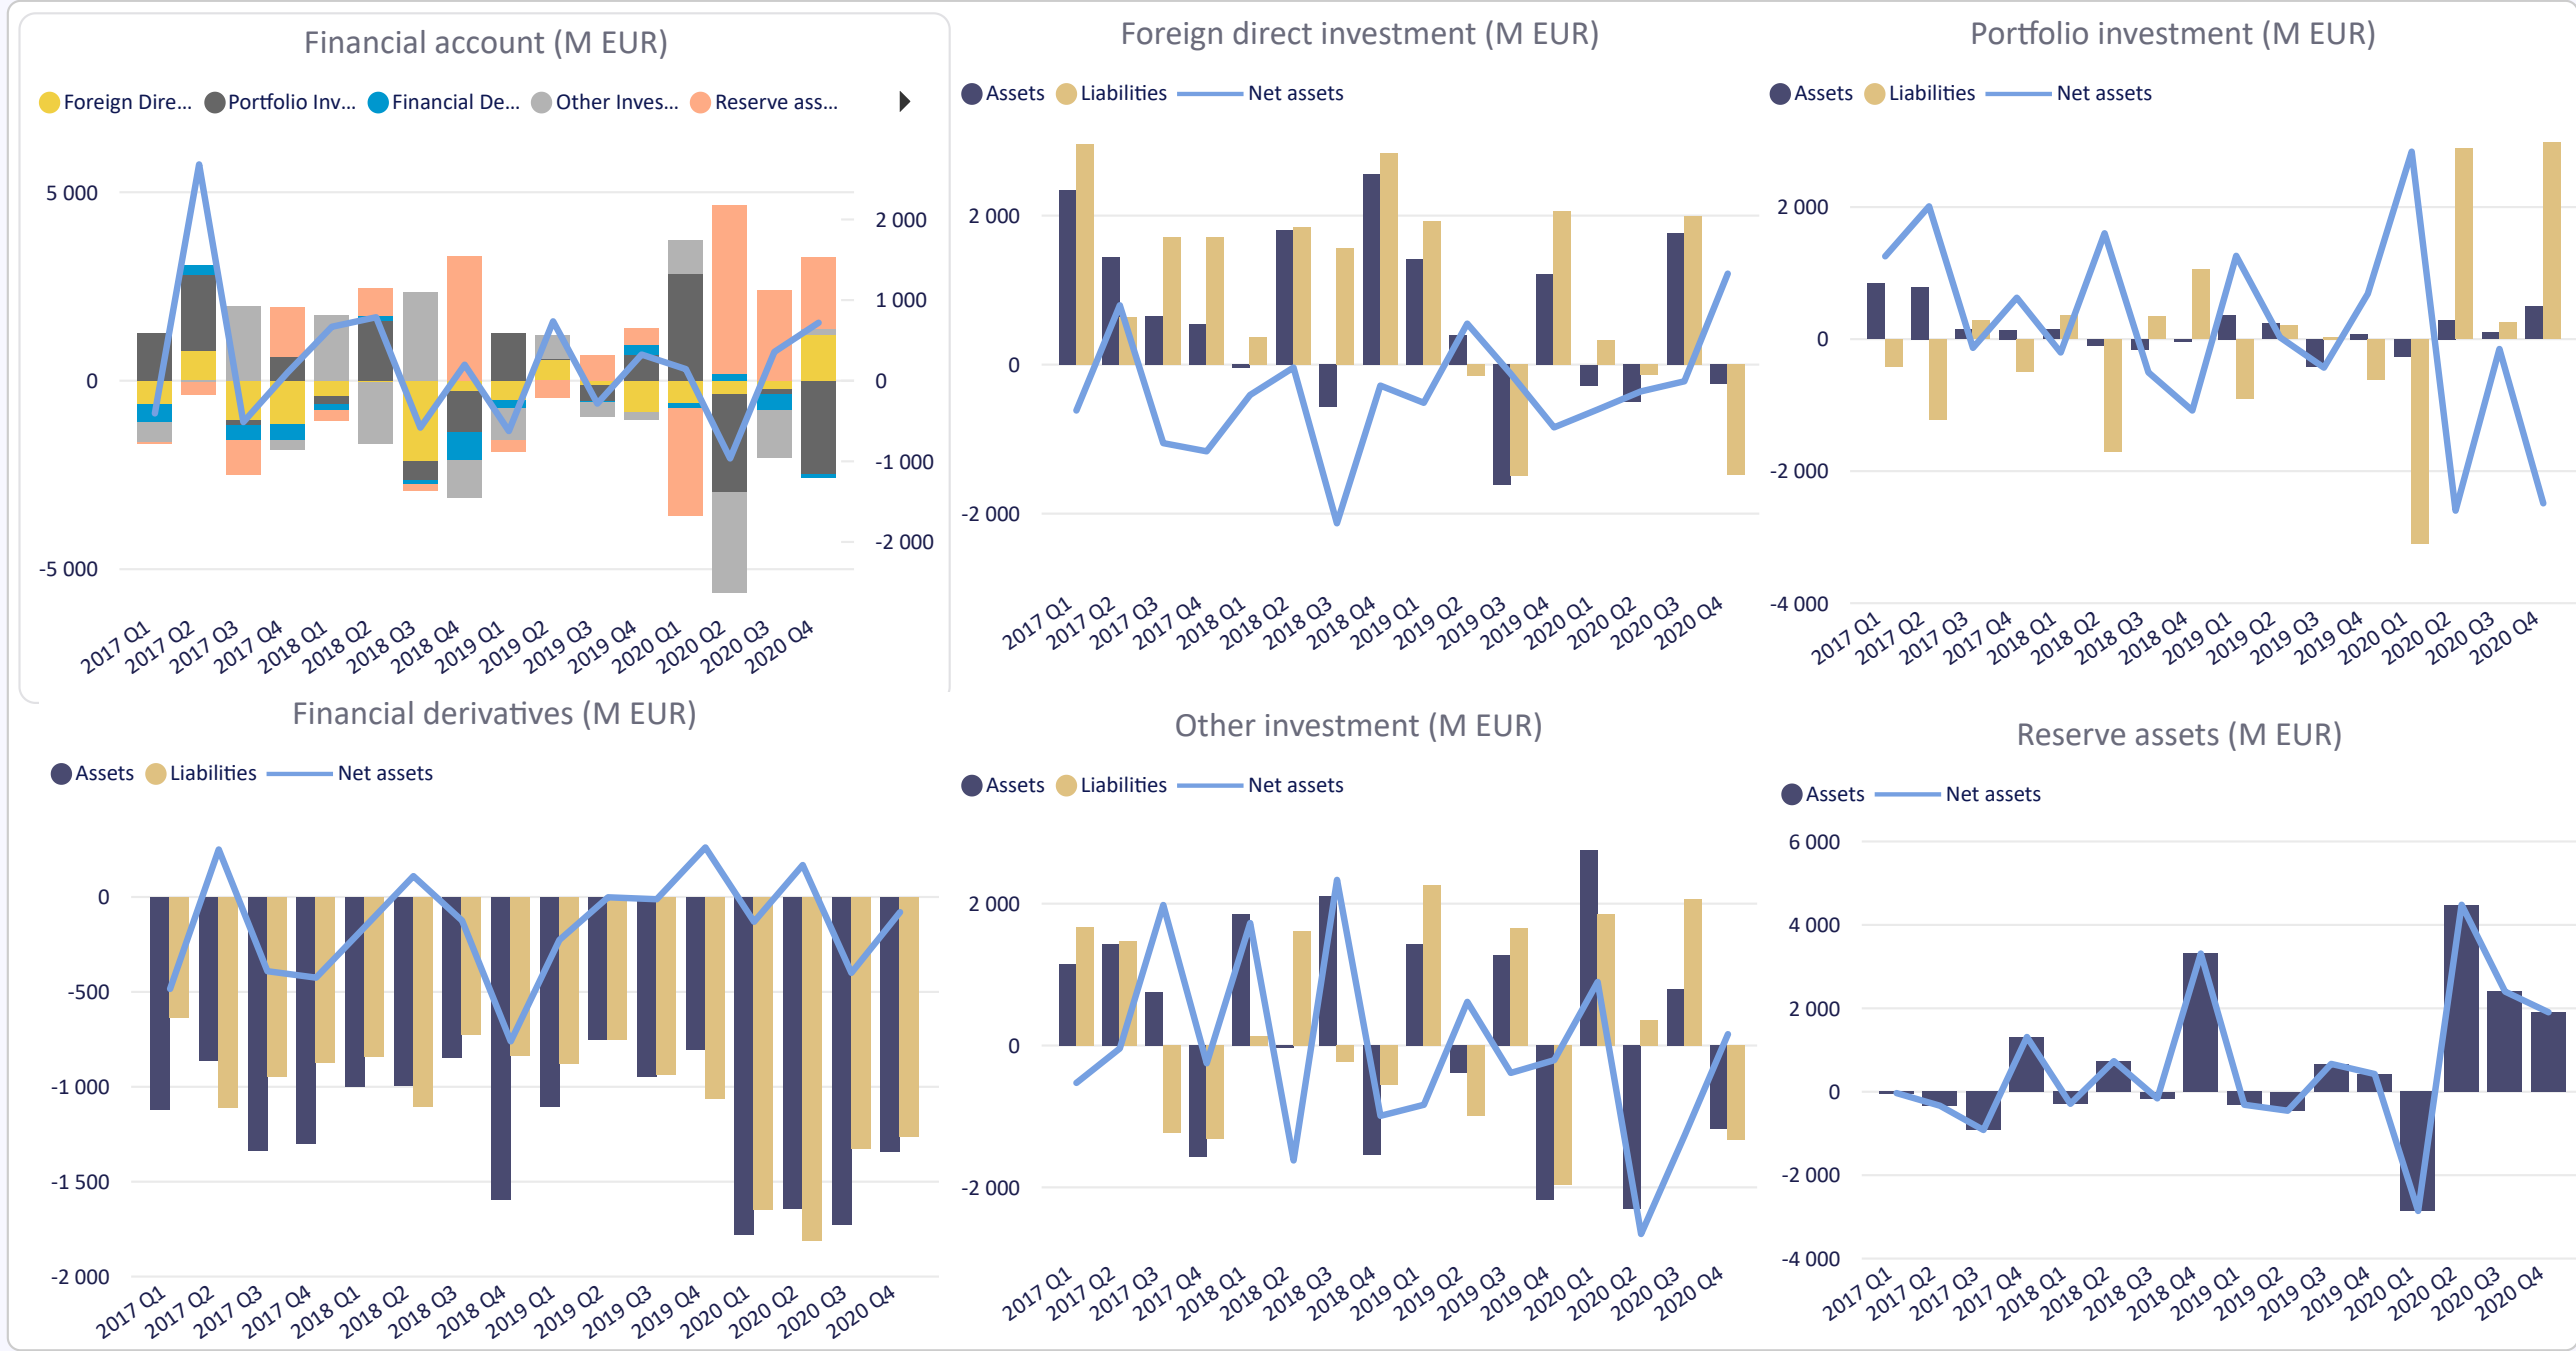 Financial account (M EUR)
Foreign Dire... Portfolio Inv... Financial De... Other Inves... Reserve ass...
5 000
0
-5 000
2 000
1 000
0
-1 000
-2 000
2017 Q1 2017 Q2 2017 Q3 2017 Q4 2018 Q1 2018 Q2 2018 Q3 2018 Q4 2019 Q1 2019 Q2 2019 Q3 2019 Q4 2020 Q1 2020 Q2 2020 Q3 2020 Q4
Foreign direct investment (M EUR)
Assets Liabilities Net assets
2 000
0
-2 000
2017 Q1 2017 Q2 2017 Q3 2017 Q4 2018 Q1 2018 Q2 2018 Q3 2018 Q4 2019 Q1 2019 Q2 2019 Q3 2019 Q4 2020 Q1 2020 Q2 2020 Q3 2020 Q4
Portfolio investment (M EUR)
Assets Liabilities Net assets
2 000
0
-2 000
-4 000
2017 Q1 2017 Q2 2017 Q3 2017 Q4 2018 Q1 2018 Q2 2018 Q3 2018 Q4 2019 Q1 2019 Q2 2019 Q3 2019 Q4 2020 Q1 2020 Q2 2020 Q3 2020 Q4
Financial derivatives (M EUR)
Assets Liabilities Net assets
0
-500
-1 000
-1 500
-2 000
2017 Q1 2017 Q2 2017 Q3 2017 Q4 2018 Q1 2018 Q2 2018 Q3 2018 Q4 2019 Q1 2019 Q2 2019 Q3 2019 Q4 2020 Q1 2020 Q2 2020 Q3 2020 Q4
Other investment (M EUR)
Assets Liabilities Net assets
2 000
0
-2 000
2017 Q1 2017 Q2 2017 Q3 2017 Q4 2018 Q1 2018 Q2 2018 Q3 2018 Q4 2019 Q1 2019 Q2 2019 Q3 2019 Q4 2020 Q1 2020 Q2 2020 Q3 2020 Q4
Reserve assets (M EUR)
Assets Net assets
6 000
4 000
2 000
0
-2 000
-4 000
2017 Q1 2017 Q2 2017 Q3 2017 Q4 2018 Q1 2018 Q2 2018 Q3 2018 Q4 2019 Q1 2019 Q2 2019 Q3 2019 Q4 2020 Q1 2020 Q2 2020 Q3 2020 Q4